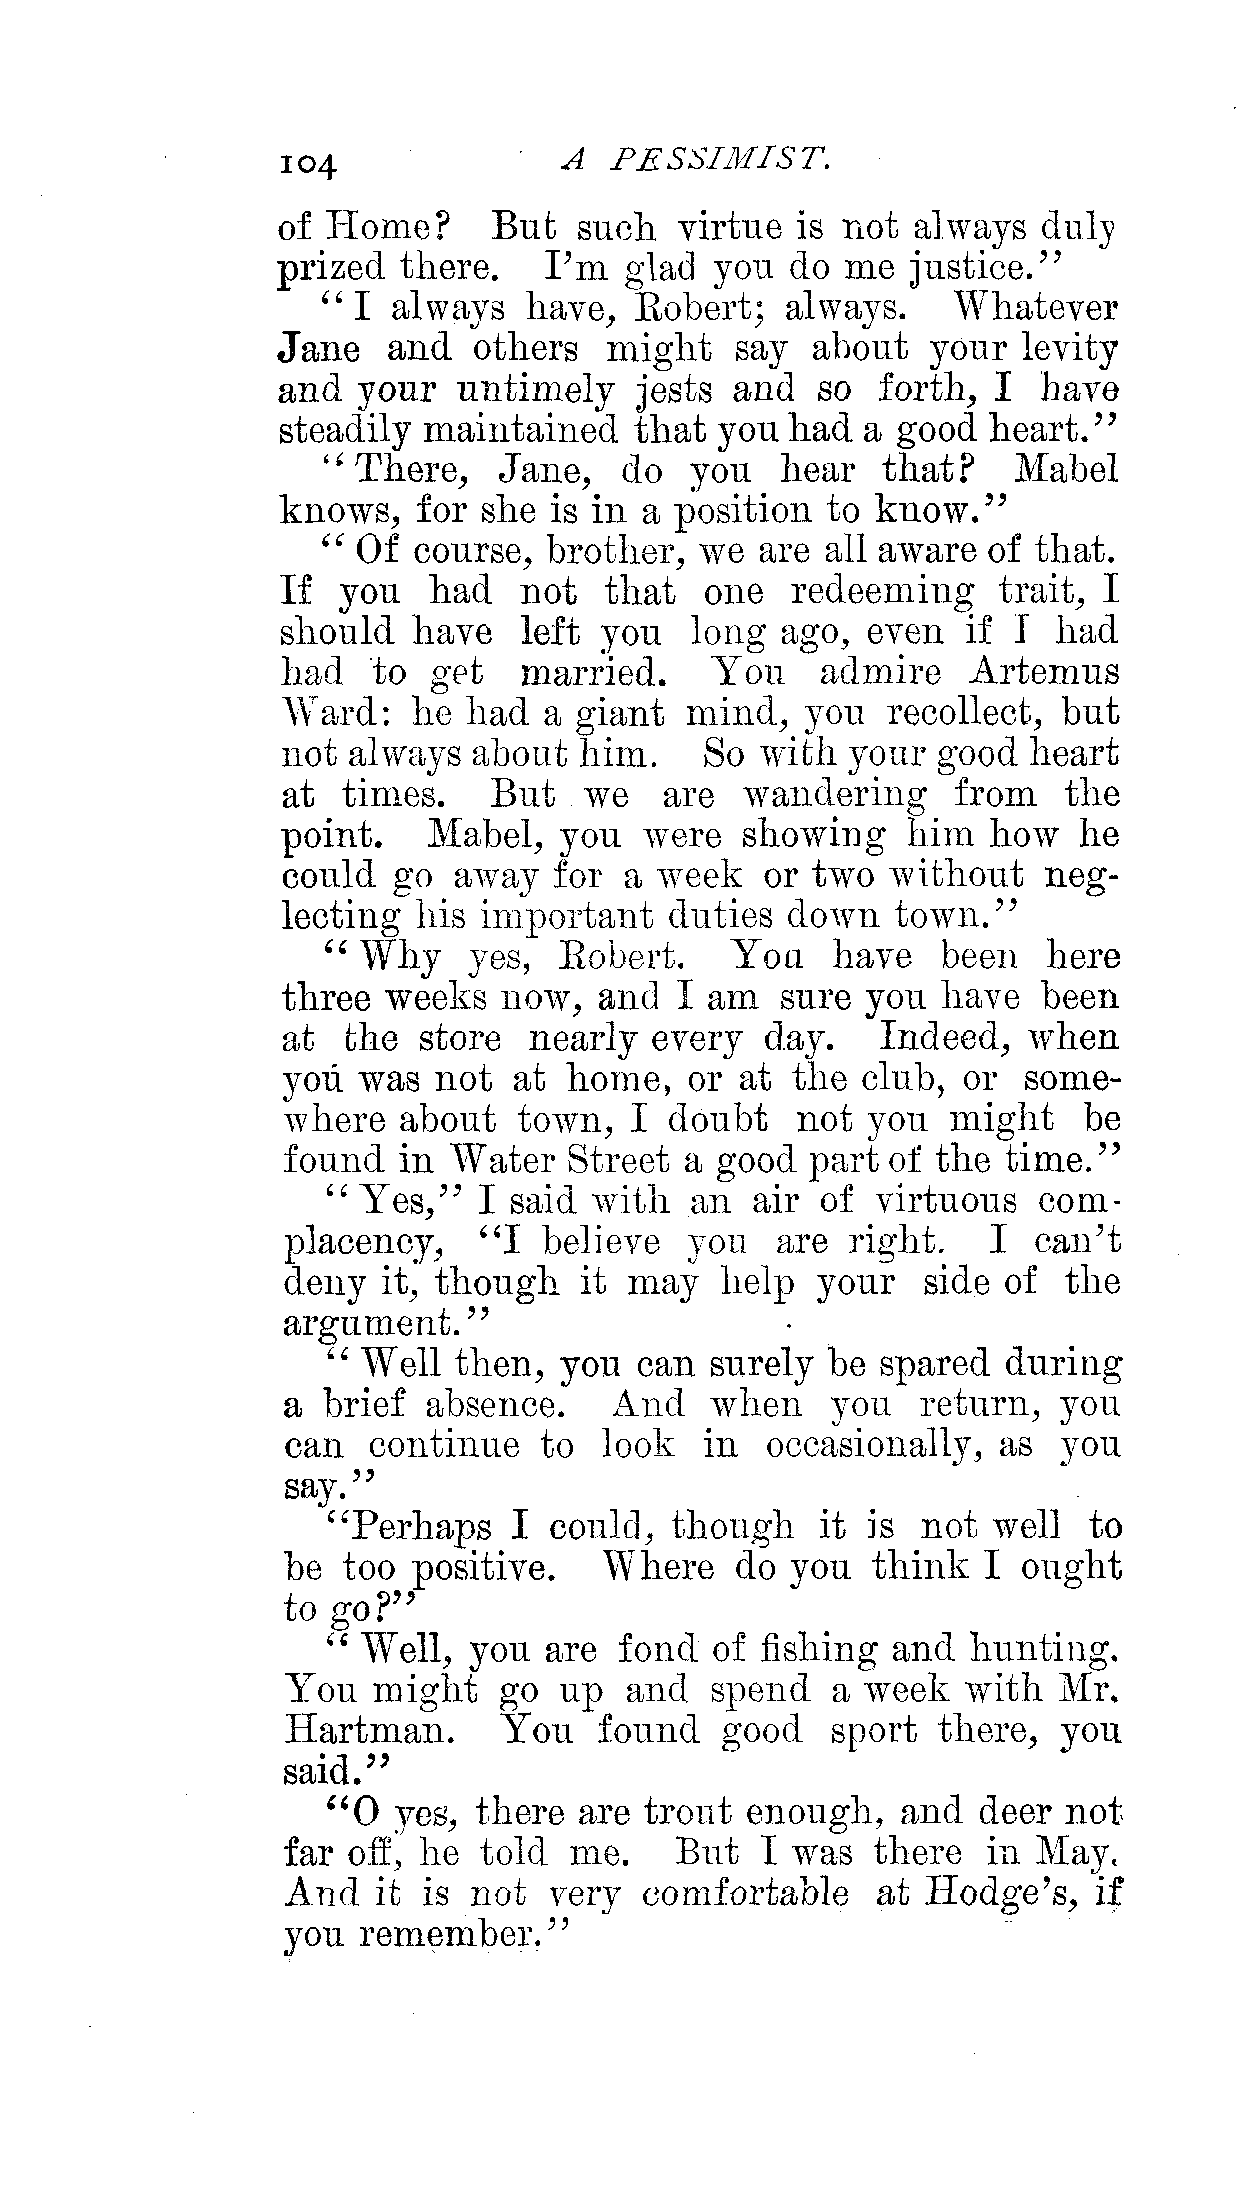 104 A PESSIMIST.
of Home? But such virtue is not always duly
prized there. I'm glad you do me justice."
"I always have, Robert; always. Whatever
Jane and others might say about your levity
and your untimely jests and so forth, I have
steadily maintained that you had a good heart."
"There, Jane, do you hear that? Mabel
knows, for she is in a position to know."
"Of course, brother, we are all aware of that.
If you had not that one redeeming trait, I
should have left you long ago, even if I had
had to get married. You admire Artemus
Ward: he had a giant mind, you recollect, but
not always about him. So with your good heart
at times. But we are wandering from the
point. Mabel, you were showing him how he
could go away for a week or two without neg-
lecting his important duties down town."
"Why yes, Robert. You have been here
three weeks now, and I am sure you have been
at the store nearly every day. Indeed, when
you was not at home, or at the club, or some-
where about town, I doubt not you might be
found in Water Street a good part of the time."
"Yes," I said with an air of virtuous com-
placency, "I believe you are right. I can't
deny it, though it may help your side of the
argument."
"Well then, you can surely be spared during
a brief absence. And when you return, you
can continue to look in occasionally, as you
say."
"Perhaps I could, though it is not well to
be too positive. Where do you think I ought
to go?"
"Well, you are fond of fishing and hunting.
You might go up and spend a week with Mr.
Hartman. You found good sport there, you
said."
"O yes, there are trout enough, and deer not
far off, he told me. But I was there in May.
And it is not very comfortable at Hodge's, if
you remember."